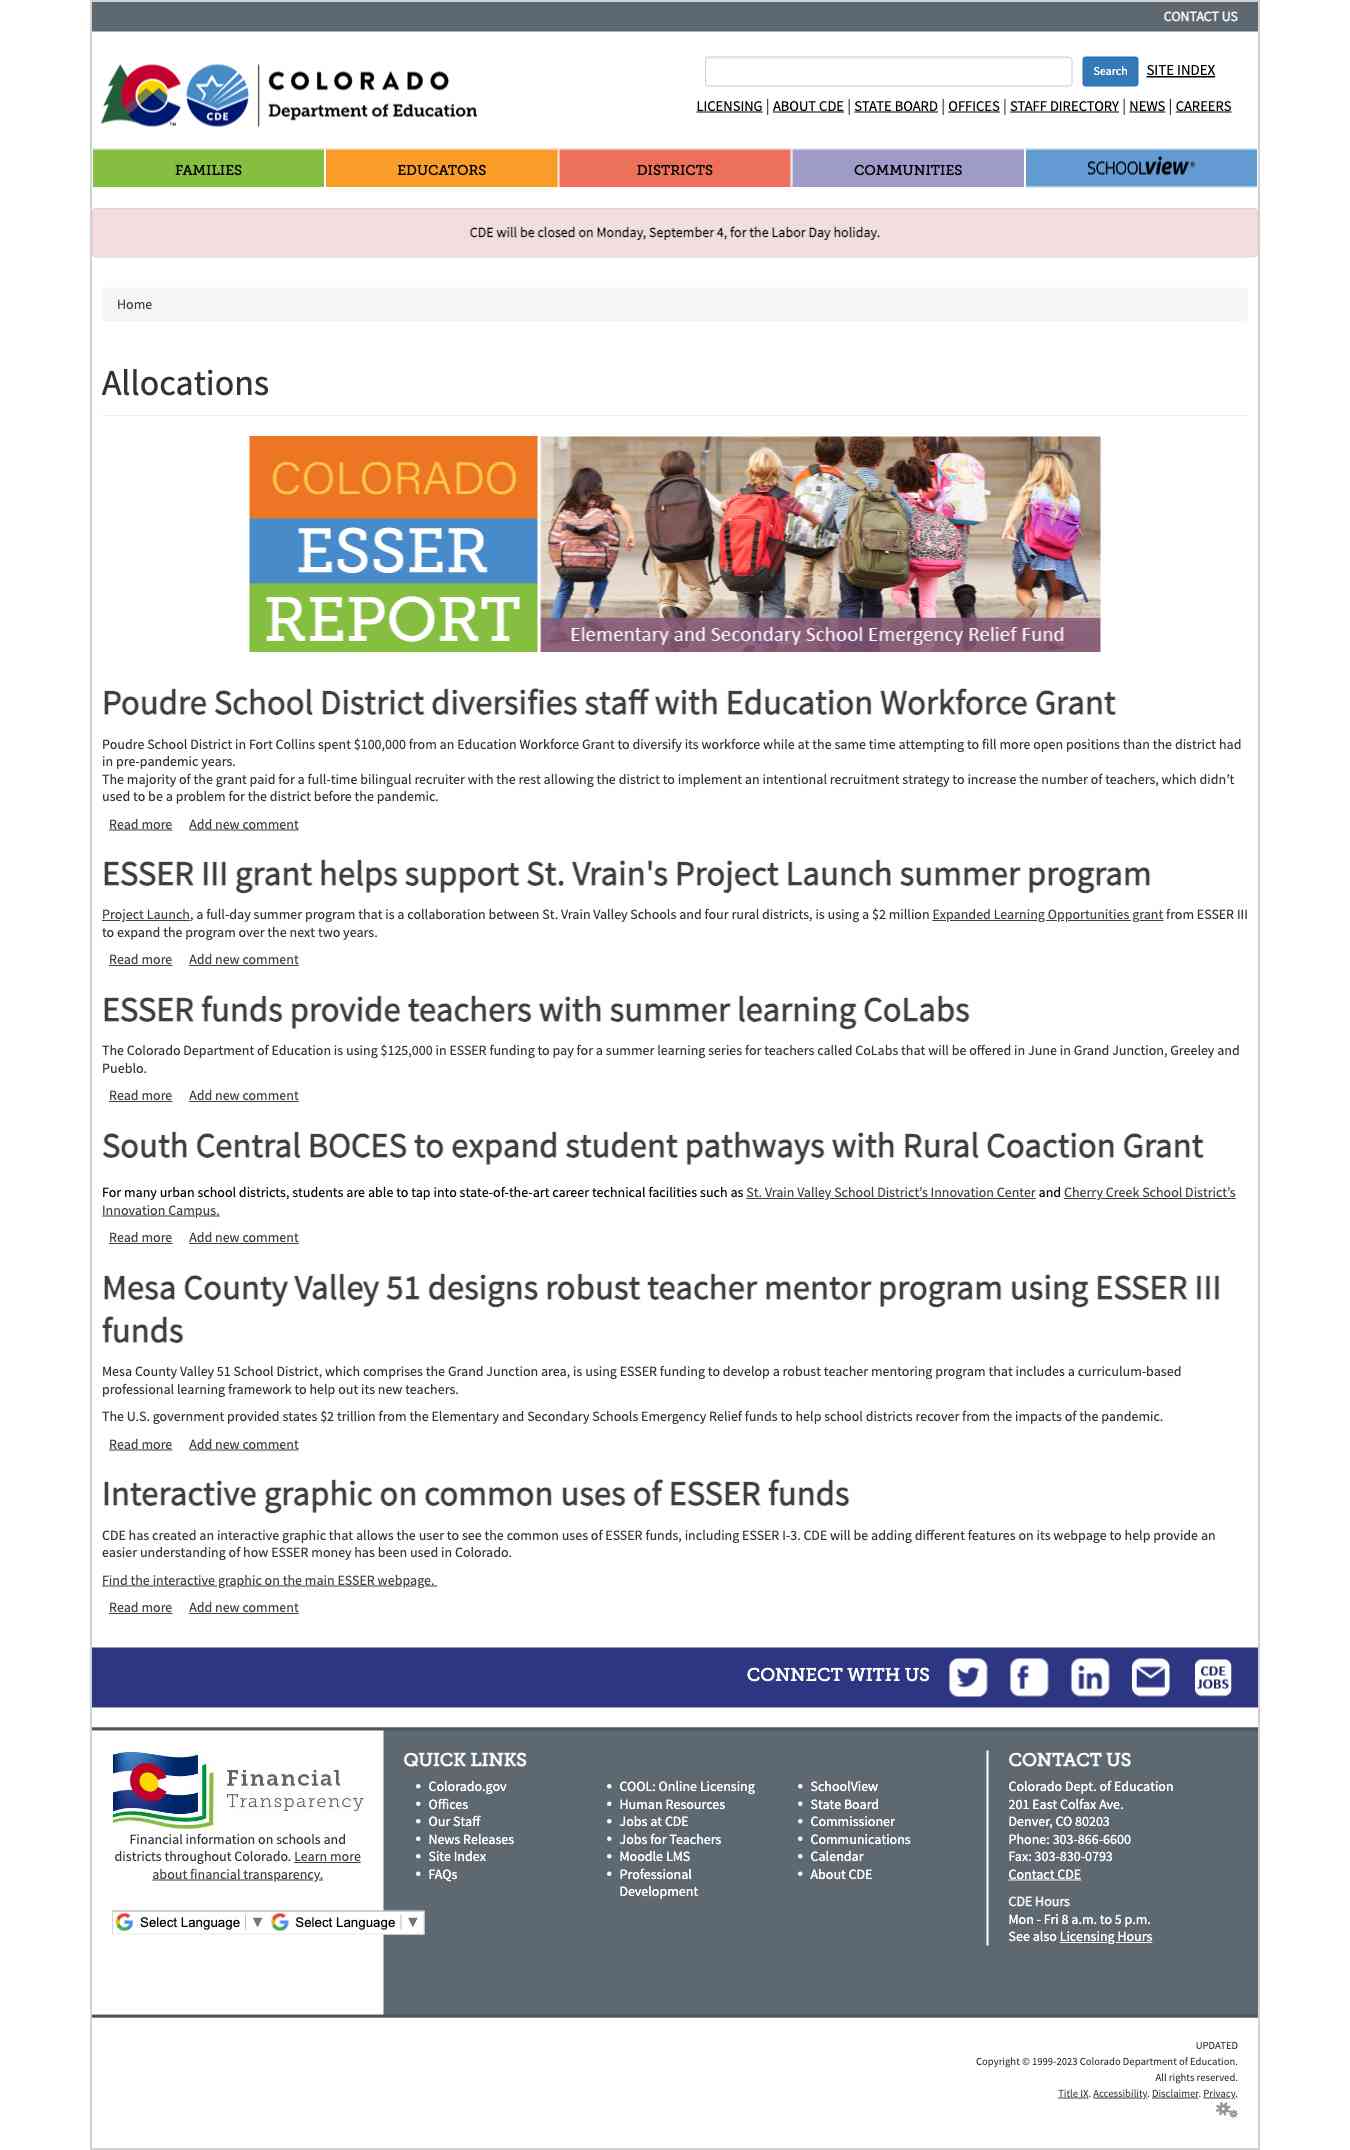 CONTACT US
COLORADO
Department of Education
CDE
TM
Search
SITE INDEX
LICENSING | ABOUT CDE | STATE BOARD | OFFICES | STAFF DIRECTORY | NEWS | CAREERS
FAMILIES
EDUCATORS
DISTRICTS
COMMUNITIES
SCHOOLVIEW®
CDE will be closed on Monday, September 4, for the Labor Day holiday.
Home
Allocations
COLORADO
ESSER
REPORT
Elementary and Secondary School Emergency Relief Fund
Poudre School District diversifies staff with Education Workforce Grant
Poudre School District in Fort Collins spent $100,000 from an Education Workforce Grant to diversify its workforce while at the same time attempting to fill more open positions than the district had
in pre-pandemic years.
The majority of the grant paid for a full-time bilingual recruiter with the rest allowing the district to implement an intentional recruitment strategy to increase the number of teachers, which didn't
used to be a problem for the district before the pandemic.
Read more Add new comment
ESSER III grant helps support St. Vrain's Project Launch summer program
Project Launch, a full-day summer program that is a collaboration between St. Vrain Valley Schools and four rural districts, is using a $2 million Expanded Learning Opportunities grant from ESSER III
to expand the program over the next two years.
Read more Add new comment
ESSER funds provide teachers with summer learning CoLabs
The Colorado Department of Education is using $125,000 in ESSER funding to pay for a summer learning series for teachers called CoLabs that will be offered in June in Grand Junction, Greeley and
Pueblo.
Read more Add new comment
South Central BOCES to expand student pathways with Rural Coaction Grant
For many urban school districts, students are able to tap into state-of-the-art career technical facilities such as St. Vrain Valley School District's Innovation Center and Cherry Creek School District's
Innovation Campus.
Read more Add new comment
Mesa County Valley 51 designs robust teacher mentor program using ESSER III
funds
Mesa County Valley 51 School District, which comprises the Grand Junction area, is using ESSER funding to develop a robust teacher mentoring program that includes a curriculum-based
professional learning framework to help out its new teachers.
The U.S. government provided states $2 trillion from the Elementary and Secondary Schools Emergency Relief funds to help school districts recover from the impacts of the pandemic.
Read more Add new comment
Interactive graphic on common uses of ESSER funds
CDE has created an interactive graphic that allows the user to see the common uses of ESSER funds, including ESSER I-3. CDE will be adding different features on its webpage to help provide an
easier understanding of how ESSER money has been used in Colorado.
Find the interactive graphic on the main ESSER webpage.
Read more Add new comment
CONNECT WITH US
CDE
JOBS
Financial
Transparency
Financial information on schools and
districts throughout Colorado. Learn more
about financial transparency.
Select Language ▼ Select Language ▼
QUICK LINKS
• Colorado.gov
• Offices
• Our Staff
• News Releases
• Site Index
• FAQs
• COOL: Online Licensing
• Human Resources
• Jobs at CDE
• Jobs for Teachers
• Moodle LMS
• Professional
Development
• SchoolView
• State Board
• Commissioner
• Communications
• Calendar
• About CDE
CONTACT US
Colorado Dept. of Education
201 East Colfax Ave.
Denver, CO 80203
Phone: 303-866-6600
Fax: 303-830-0793
Contact CDE
CDE Hours
Mon - Fri 8 a.m. to 5 p.m.
See also Licensing Hours
UPDATED
Copyright © 1999-2023 Colorado Department of Education.
All rights reserved.
Title IX. Accessibility. Disclaimer. Privacy.